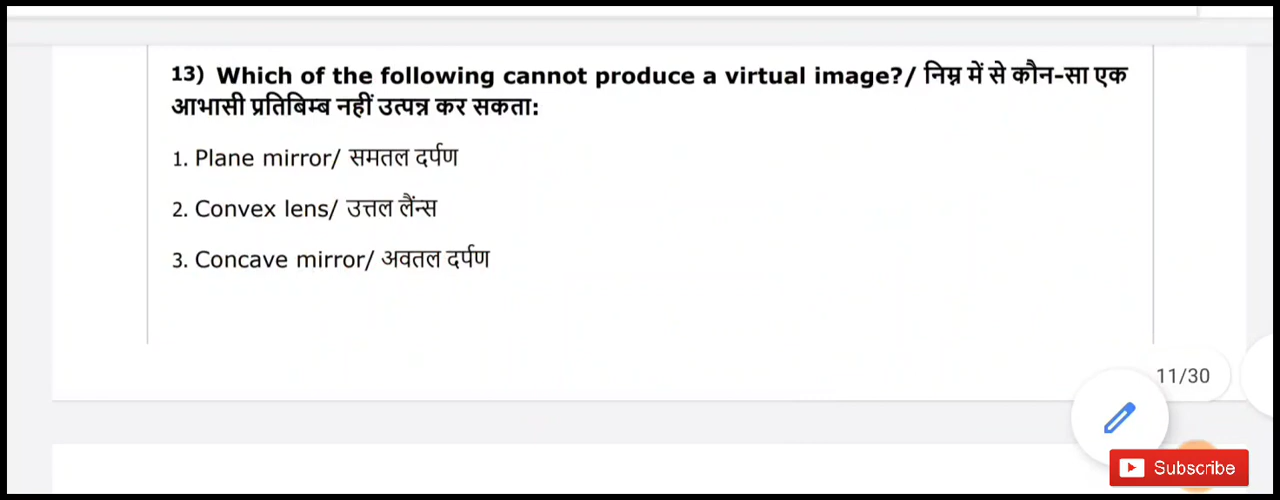 13) Which of the following cannot produce a virtual image?/ निम्न में से कौन-सा एक
आभासी प्रतिबिम्ब नहीं उत्पन्न कर सकता:
1. Plane mirror/ समतल दर्पण
2. Convex lens/ उत्तल लैंन्स
3. Concave mirror/ अवतल दर्पण
11/30
Subscribe